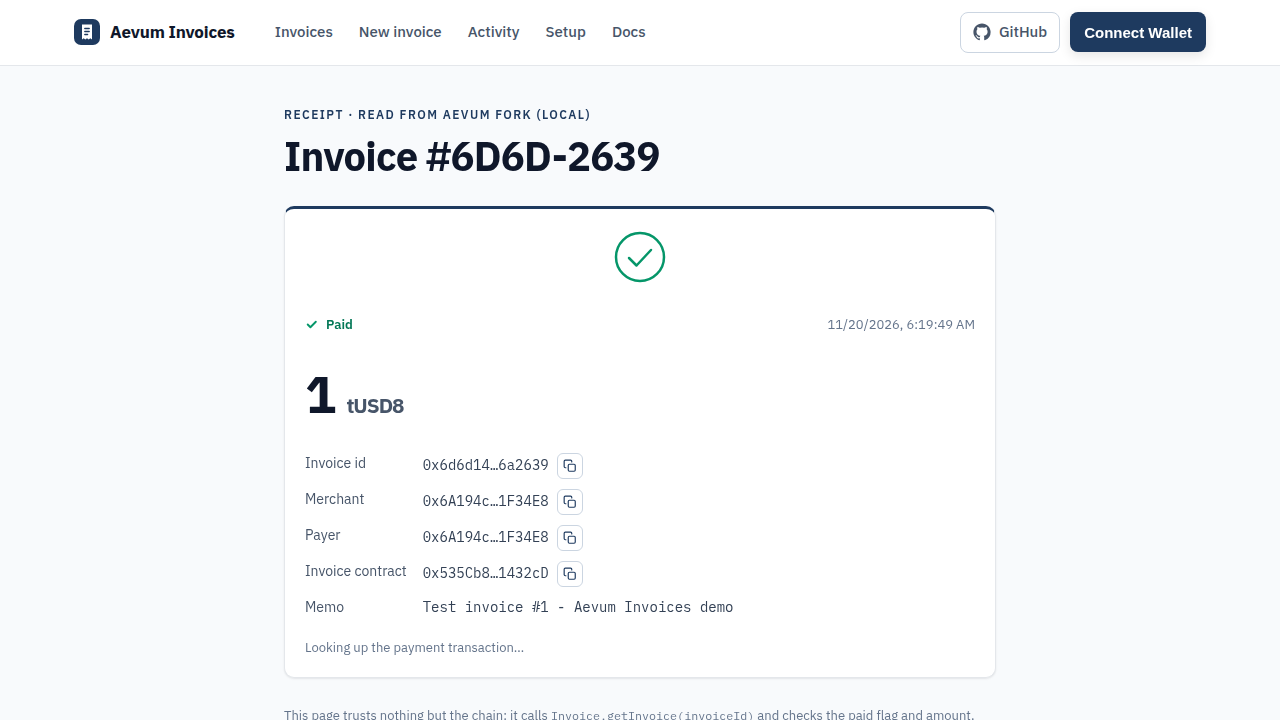 Aevum Invoices
Invoices
New invoice
Activity
Setup
Docs
GitHub
Connect Wallet
RECEIPT · READ FROM AEVUM FORK (LOCAL)
Invoice #6D6D-2639
Paid
11/20/2026, 6:19:49 AM
1 tUSD8
Invoice id 0x6d6d14…6a2639
Merchant 0x6A194c…1F34E8
Payer 0x6A194c…1F34E8
Invoice contract 0x535Cb8…1432cD
Memo Test invoice #1 - Aevum Invoices demo
Looking up the payment transaction…
This page trusts nothing but the chain: it calls Invoice.getInvoice(invoiceId) and checks the paid flag and amount.